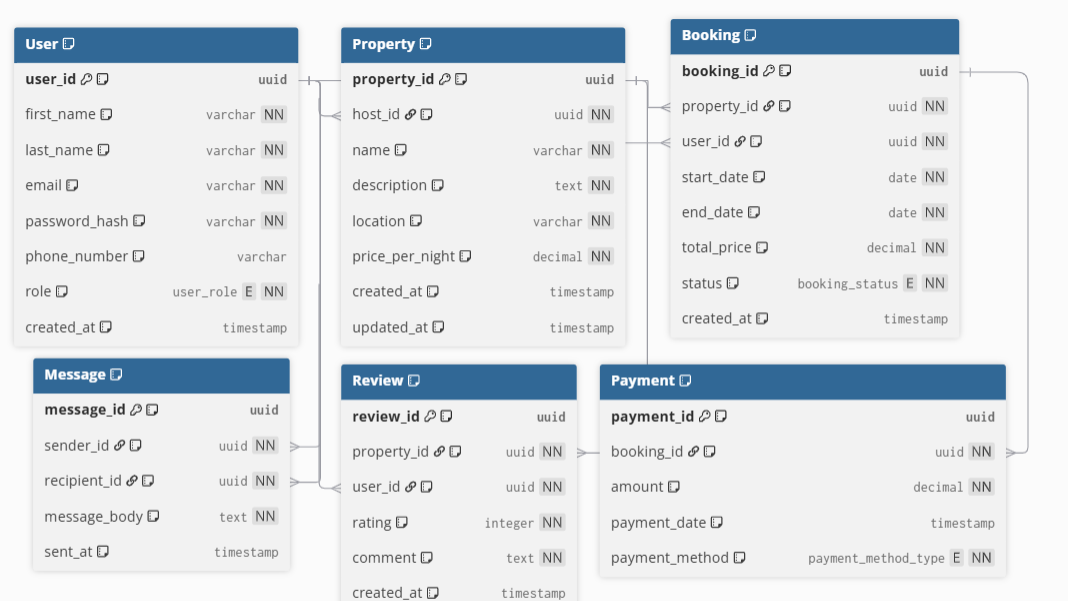 User
user_id uuid
first_name varchar NN
last_name varchar NN
email varchar NN
password_hash varchar NN
phone_number varchar
role user_role E NN
created_at timestamp
Property
property_id uuid
host_id uuid NN
name varchar NN
description text NN
location varchar NN
price_per_night decimal NN
created_at timestamp
updated_at timestamp
Booking
booking_id uuid
property_id uuid NN
user_id uuid NN
start_date date NN
end_date date NN
total_price decimal NN
status booking_status E NN
created_at timestamp
Message
message_id uuid
sender_id uuid NN
recipient_id uuid NN
message_body text NN
sent_at timestamp
Review
review_id uuid
property_id uuid NN
user_id uuid NN
rating integer NN
comment text NN
created_at timestamp
Payment
payment_id uuid
booking_id uuid NN
amount decimal NN
payment_date timestamp
payment_method payment_method_type E NN